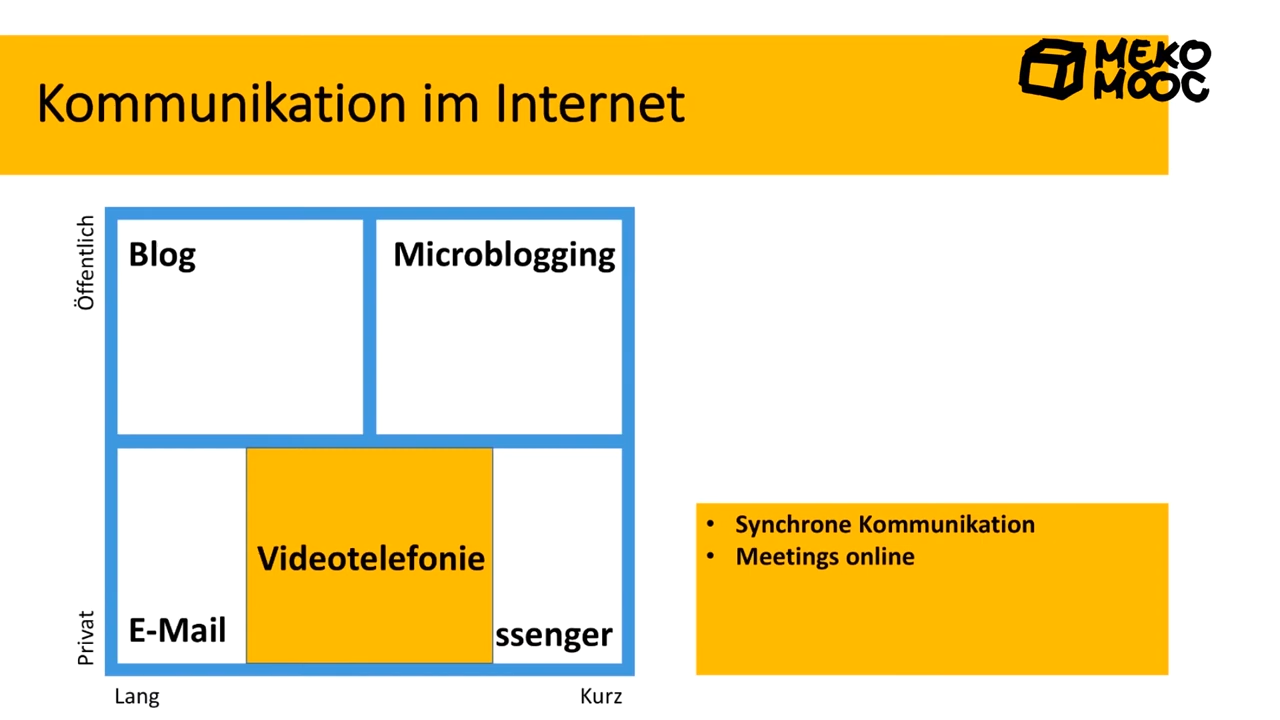 MEKO
MOOC
Kommunikation im Internet
Öffentlich
Blog
Microblogging
Videotelefonie
Privat
E-Mail
ssenger
Lang
Kurz
• Synchrone Kommunikation
• Meetings online